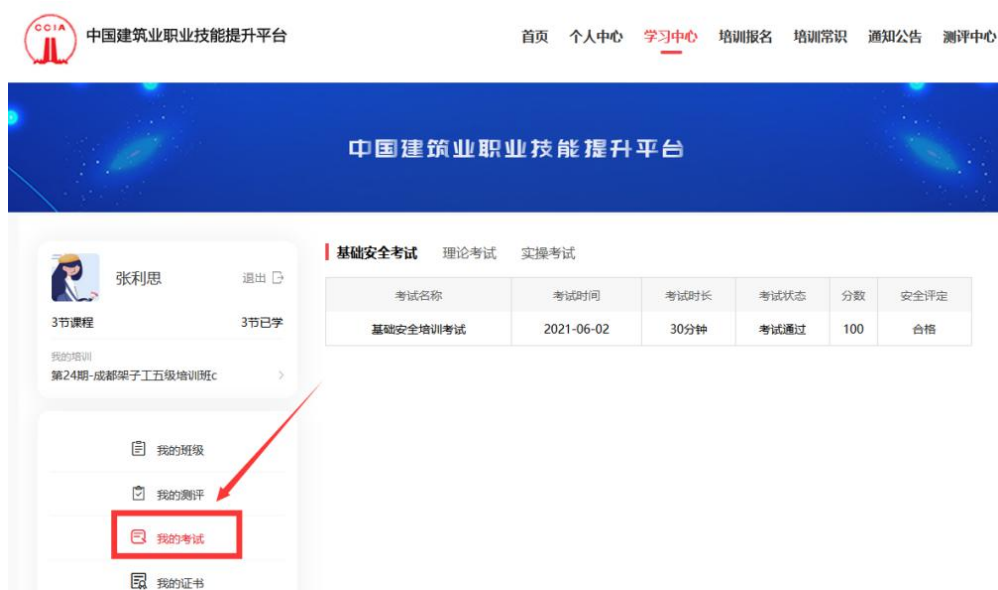 CCIA
中国建筑业职业技能提升平台
首页 个人中心 学习中心 培训报名 培训常识 通知公告 测评中心
中国建筑业职业技能提升平台
张利思 退出
3节课程 3节已学
我的培训
第24期-成都架子工五级培训班c
我的班级
我的测评
我的考试
我的证书
基础安全考试 理论考试 实操考试
考试名称 考试时间 考试时长 考试状态 分数 安全评定
基础安全培训考试 2021-06-02 30分钟 考试通过 100 合格